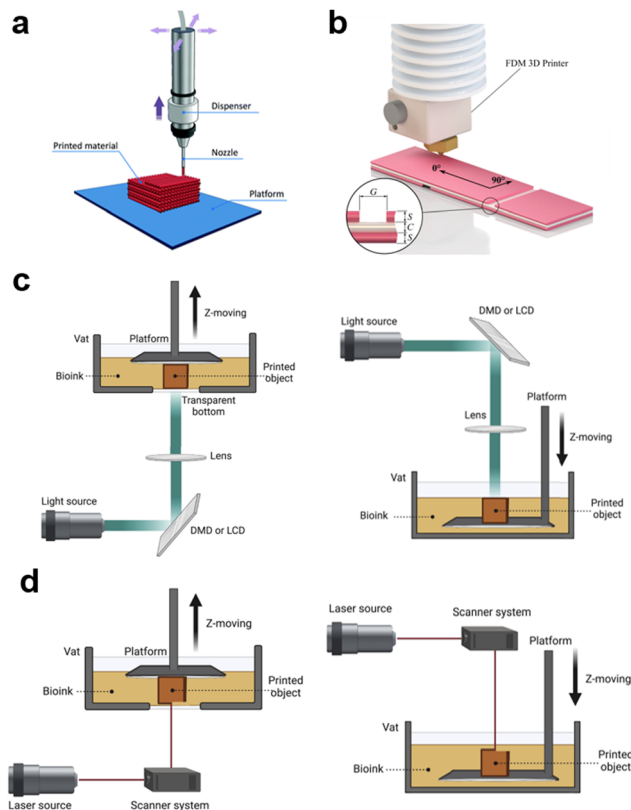 a
Dispenser
Printed material
Nozzle
Platform
b
FDM 3D Printer
0°
90°
G
S
C
S
c
Z-moving
Vat
Platform
Bioink
Printed
object
Transparent
bottom
Lens
Light source
DMD or LCD
DMD or LCD
Light source
Platform
Lens
Z-moving
Vat
Bioink
Printed
object
d
Z-moving
Vat
Platform
Bioink
Printed
object
Laser source
Scanner system
Laser source
Scanner system
Platform
Z-moving
Vat
Bioink
Printed
object